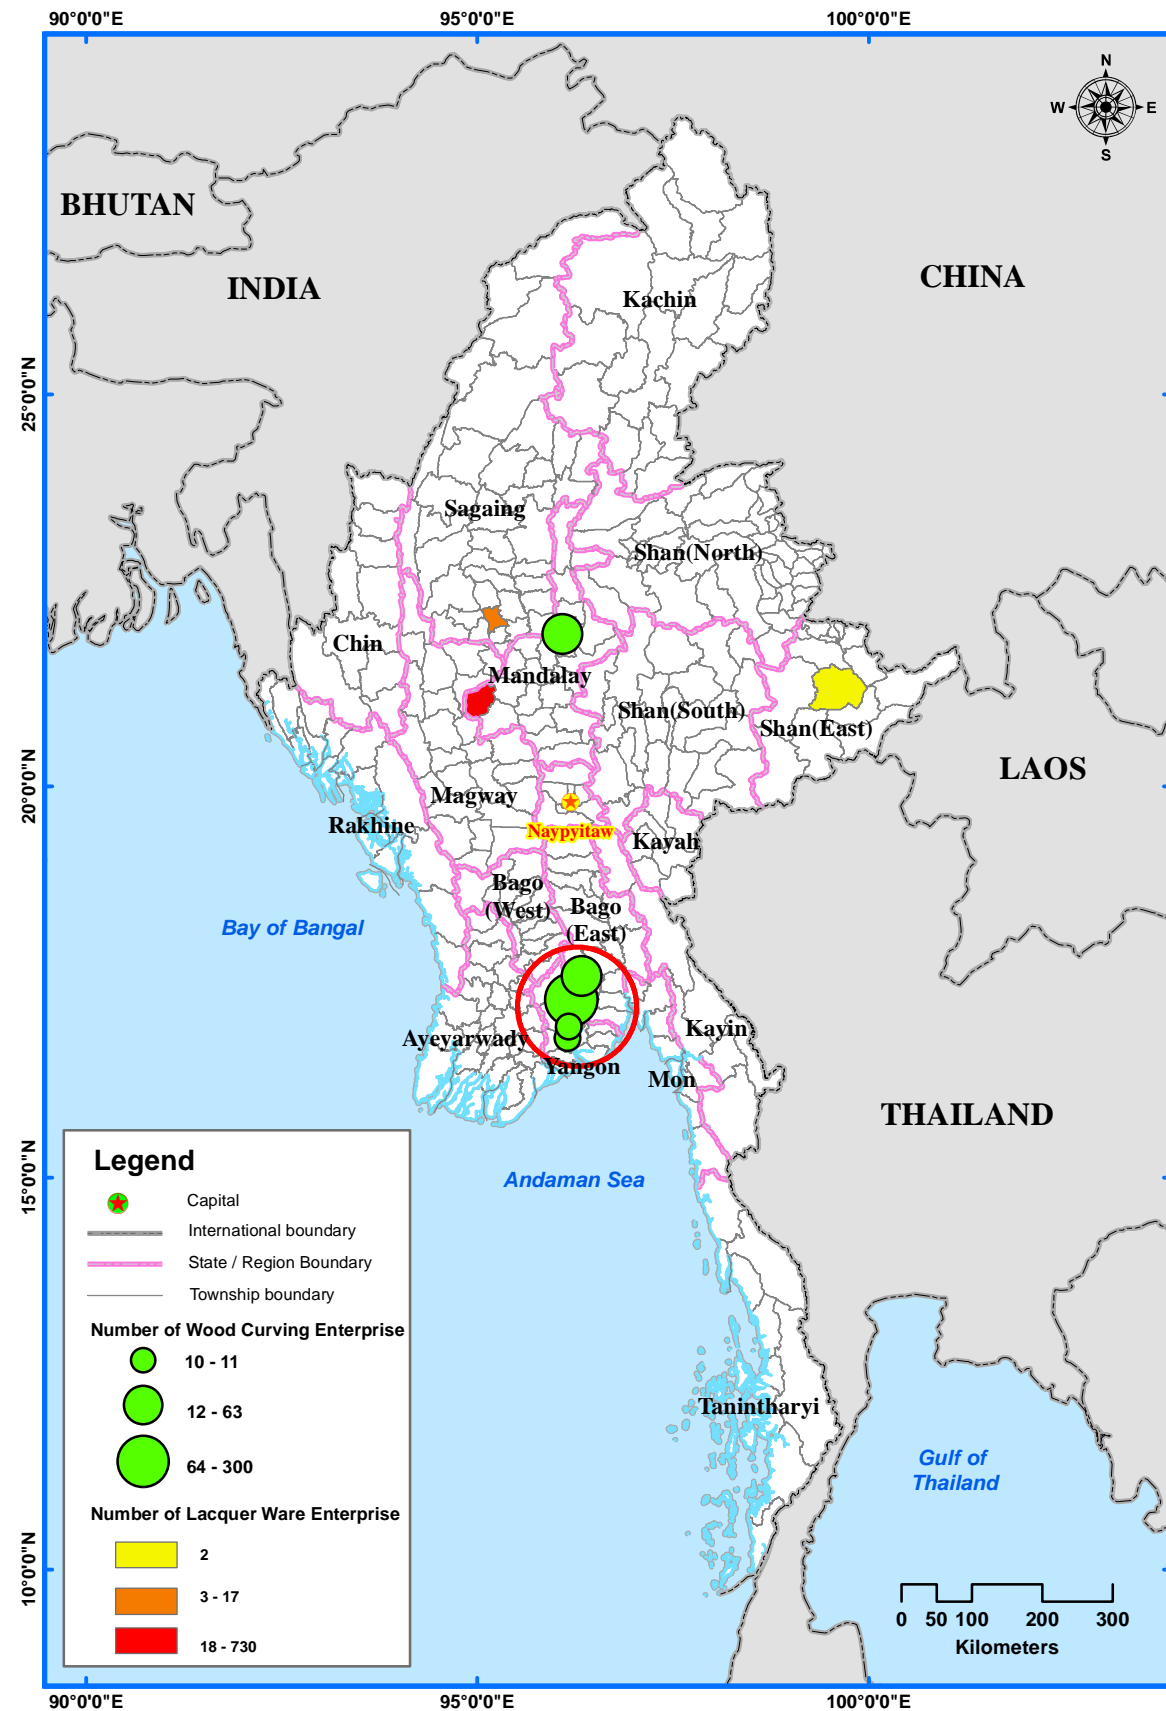 90°0'0"E
95°0'0"E
100°0'0"E
N
W
E
S
BHUTAN
INDIA
CHINA
Kachin
25°0'0"N
Sagaing
Shan(North)
Chin
Mandalay
Shan(South)
Shan(East)
LAOS
20°0'0"N
Magway
Rakhine
Naypyitaw
Kayah
Bago
(West)
Bago
(East)
Bay of Bangal
Ayeyarwady
Yangon
Kayin
Mon
THAILAND
Andaman Sea
15°0'0"N
Legend
Capital
International boundary
State / Region Boundary
Township boundary
Number of Wood Curving Enterprise
10 - 11
12 - 63
64 - 300
Number of Lacquer Ware Enterprise
2
3 - 17
18 - 730
Tanintharyi
Gulf of
Thailand
10°0'0"N
0 50 100 200 300
Kilometers
90°0'0"E
95°0'0"E
100°0'0"E